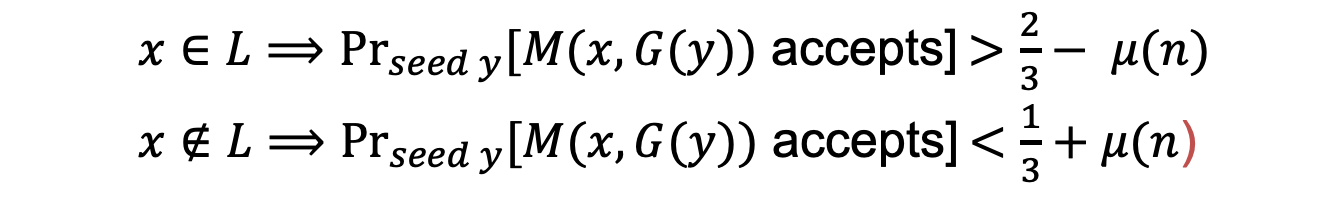 x ∈ L ⟹ Pr_{seed y}[M(x, G(y)) accepts] > 2/3 − μ(n)
x ∉ L ⟹ Pr_{seed y}[M(x, G(y)) accepts] < 1/3 + μ(n)